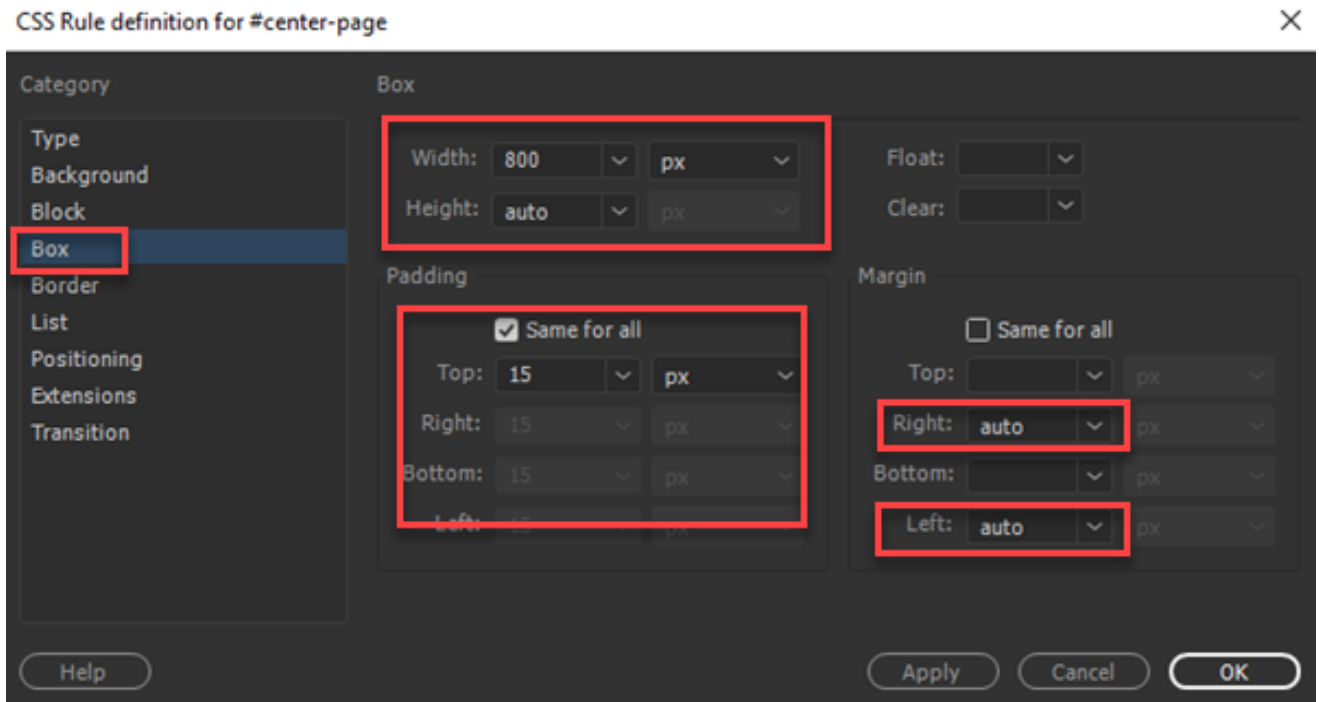 CSS Rule definition for #center-page
Category
Type
Background
Block
Box
Border
List
Positioning
Extensions
Transition
Box
Width: 800 px
Height: auto px
Float:
Clear:
Padding
Same for all
Top: 15 px
Right: 15 px
Bottom: 15 px
Left: 15 px
Margin
Same for all
Top: px
Right: auto px
Bottom: px
Left: auto px
Help
Apply
Cancel
OK